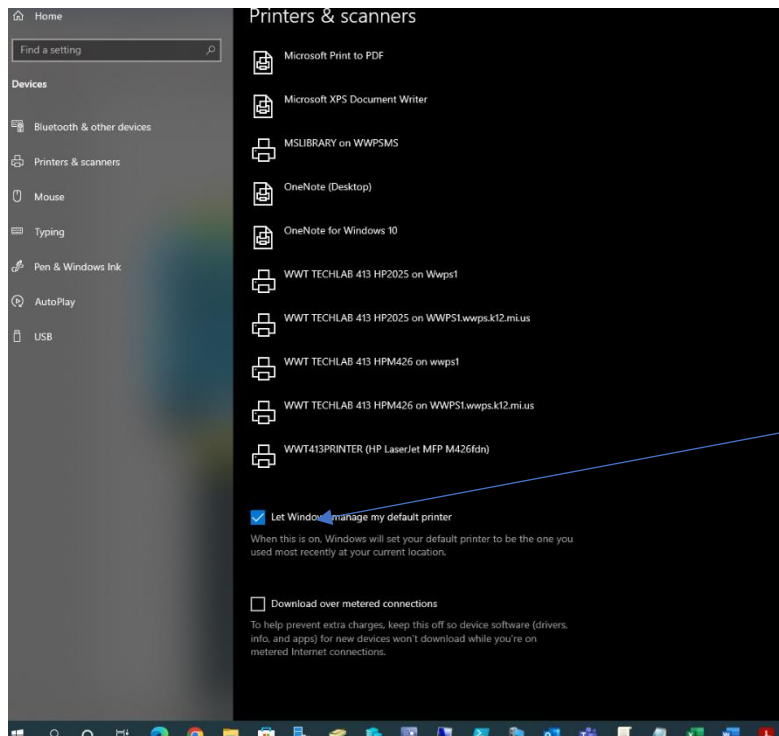 Home
Printers & scanners
Find a setting
Microsoft Print to PDF
Devices
Microsoft XPS Document Writer
Bluetooth & other devices
MSLIBRARY on WWPSMS
Printers & scanners
OneNote (Desktop)
Mouse
OneNote for Windows 10
Typing
Pen & Windows Ink
WWT TECHLAB 413 HP2025 on Wwps1
AutoPlay
WWT TECHLAB 413 HP2025 on WWPS1.wwps.k12.mi.us
USB
WWT TECHLAB 413 HPM426 on wwps1
WWT TECHLAB 413 HPM426 on WWPS1.wwps.k12.mi.us
WWT413PRINTER (HP LaserJet MFP M426fdn)
Let Windows manage my default printer
When this is on, Windows will set your default printer to be the one you
used most recently at your current location.
Download over metered connections
To help prevent extra charges, keep this off so device software (drivers,
info, and apps) for new devices won't download while you're on
metered Internet connections.